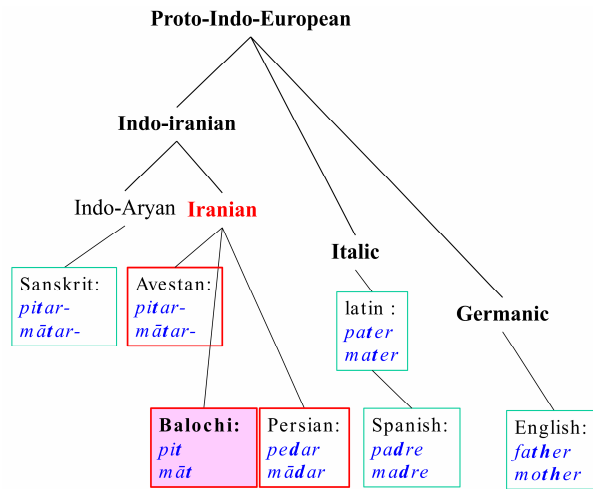 Proto-Indo-European
Indo-iranian
Indo-Aryan
Iranian
Italic
Germanic
Sanskrit:
pitar-
mātar-
Avestan:
pitar-
mātar-
latin :
pater
mater
Balochi:
pit
māt
Persian:
pedar
mādar
Spanish:
padre
madre
English:
father
mother